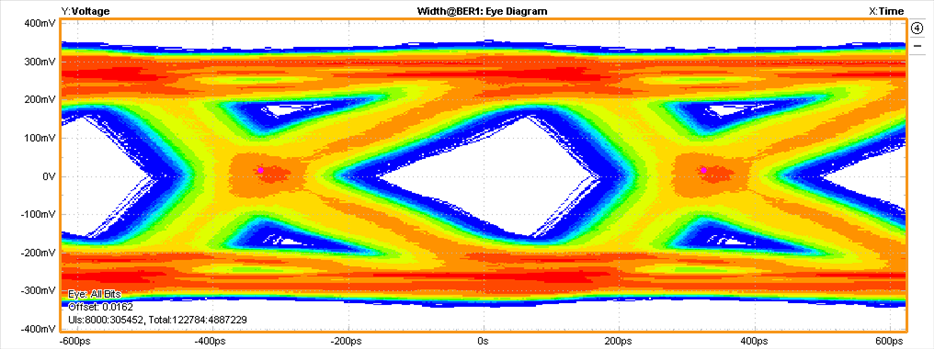 Y:Voltage Width@BER1: Eye Diagram X:Time
400mV
300mV
200mV
100mV
0V
-100mV
-200mV
-300mV
-400mV
4
Eye: All Bits
Offset: 0.0162
UIs:8000:305452, Total:122784:4887229
-600ps -400ps -200ps 0s 200ps 400ps 600ps